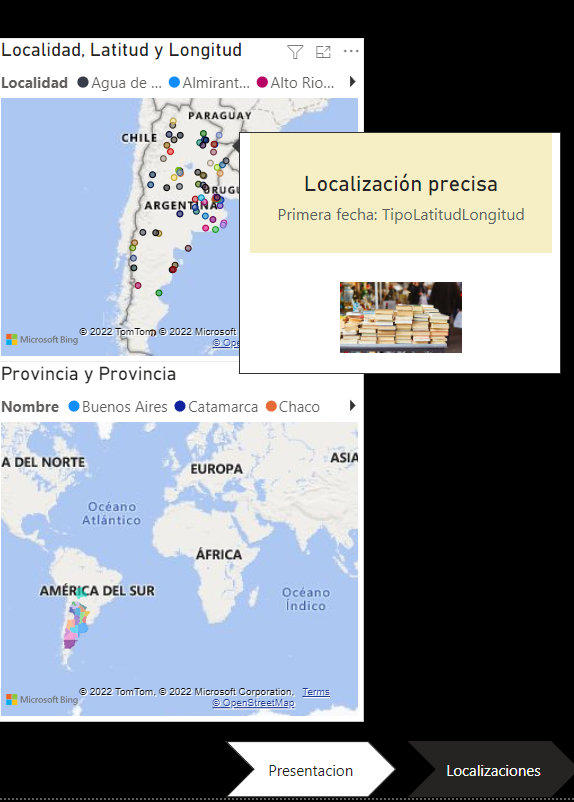 Localidad, Latitud y Longitud
Localidad Agua de ... Almirant... Alto Rio...
PARAGUAY
CHILE
ARGENTINA
Localización precisa
Primera fecha: TipoLatitudLongitud
© 2022 TomTom, © 2022 Microsoft
Microsoft Bing
© Ope
Provincia y Provincia
Nombre Buenos Aires Catamarca Chaco
A DEL NORTE
EUROPA
ASIA
Océano
Atlántico
ÁFRICA
AMÉRICA DEL SUR
Océano
Índico
© 2022 TomTom, © 2022 Microsoft Corporation, Terms
Microsoft Bing
© OpenStreetMap
Presentacion
Localizaciones